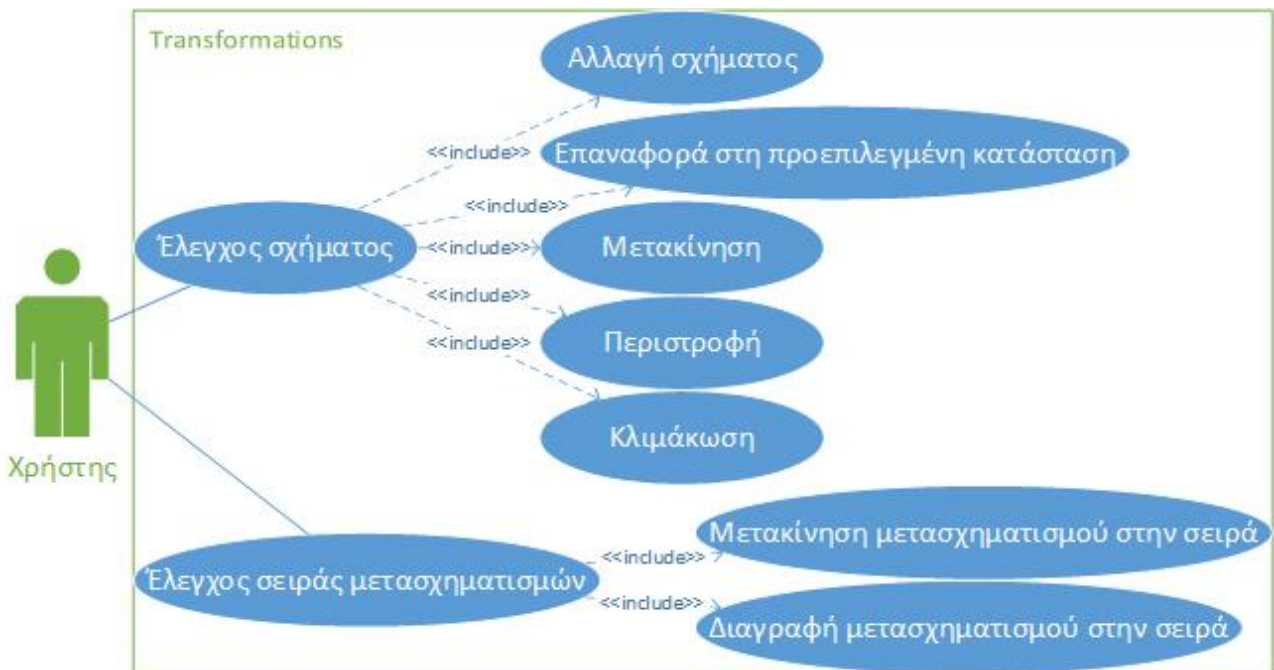 Transformations
Αλλαγή σχήματος
<<include>>
Επαναφορά στη προεπιλεγμένη κατάσταση
<<include>>
Έλεγχος σχήματος
<<include>>
Μετακίνηση
<<include>>
Περιστροφή
<<include>>
Κλιμάκωση
Χρήστης
Μετακίνηση μετασχηματισμού στην σειρά
<<include>>
Έλεγχος σειράς μετασχηματισμών
<<include>>
Διαγραφή μετασχηματισμού στην σειρά